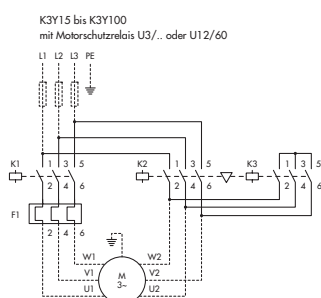 K3Y15 bis K3Y100
mit Motorschutzrelais U3/.. oder U12/60
L1 L2 L3 PE
K1 1 3 5 K2 1 3 5 K3 1 3 5
2 4 6 2 4 6 2 4 6
F1
2 4 6
W1 W2
V1 M V2
U1 3~ U2